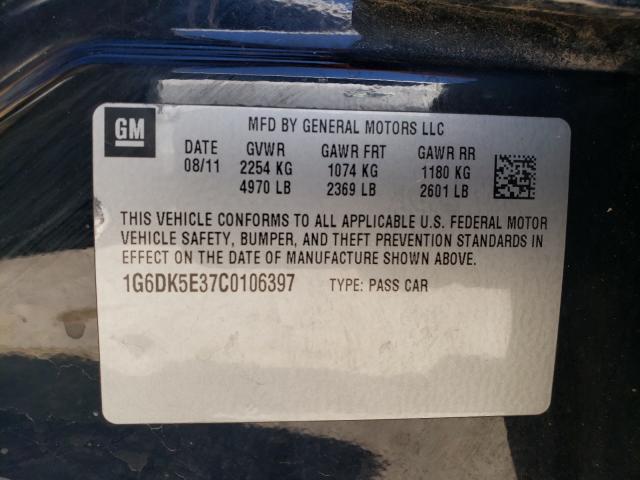 GM
MFD BY GENERAL MOTORS LLC
DATE GVWR GAWR FRT GAWR RR
08/11 2254 KG 1074 KG 1180 KG
4970 LB 2369 LB 2601 LB
THIS VEHICLE CONFORMS TO ALL APPLICABLE U.S. FEDERAL MOTOR
VEHICLE SAFETY, BUMPER, AND THEFT PREVENTION STANDARDS IN
EFFECT ON THE DATE OF MANUFACTURE SHOWN ABOVE.
1G6DK5E37C0106397 TYPE: PASS CAR